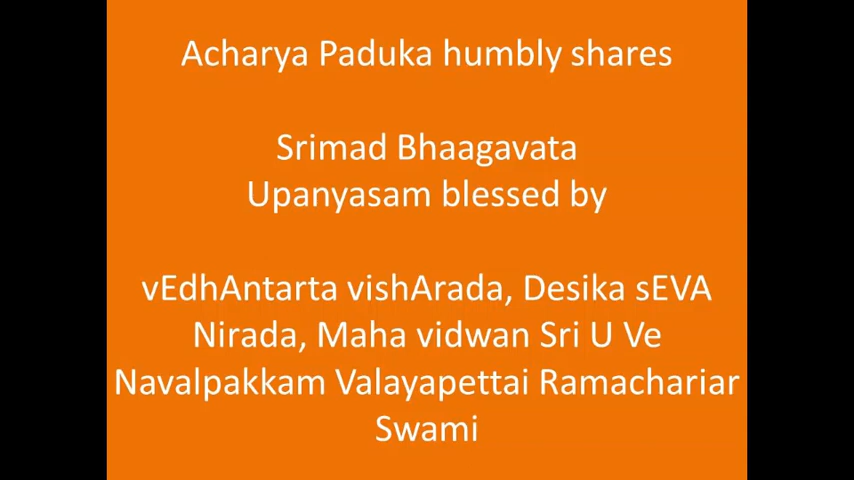 Acharya Paduka humbly shares
Srimad Bhaagavata
Upanyasam blessed by
vEdhAntarta vishArada, Desika sEVA
Nirada, Maha vidwan Sri U Ve
Navalpakkam Valayapettai Ramachariar
Swami